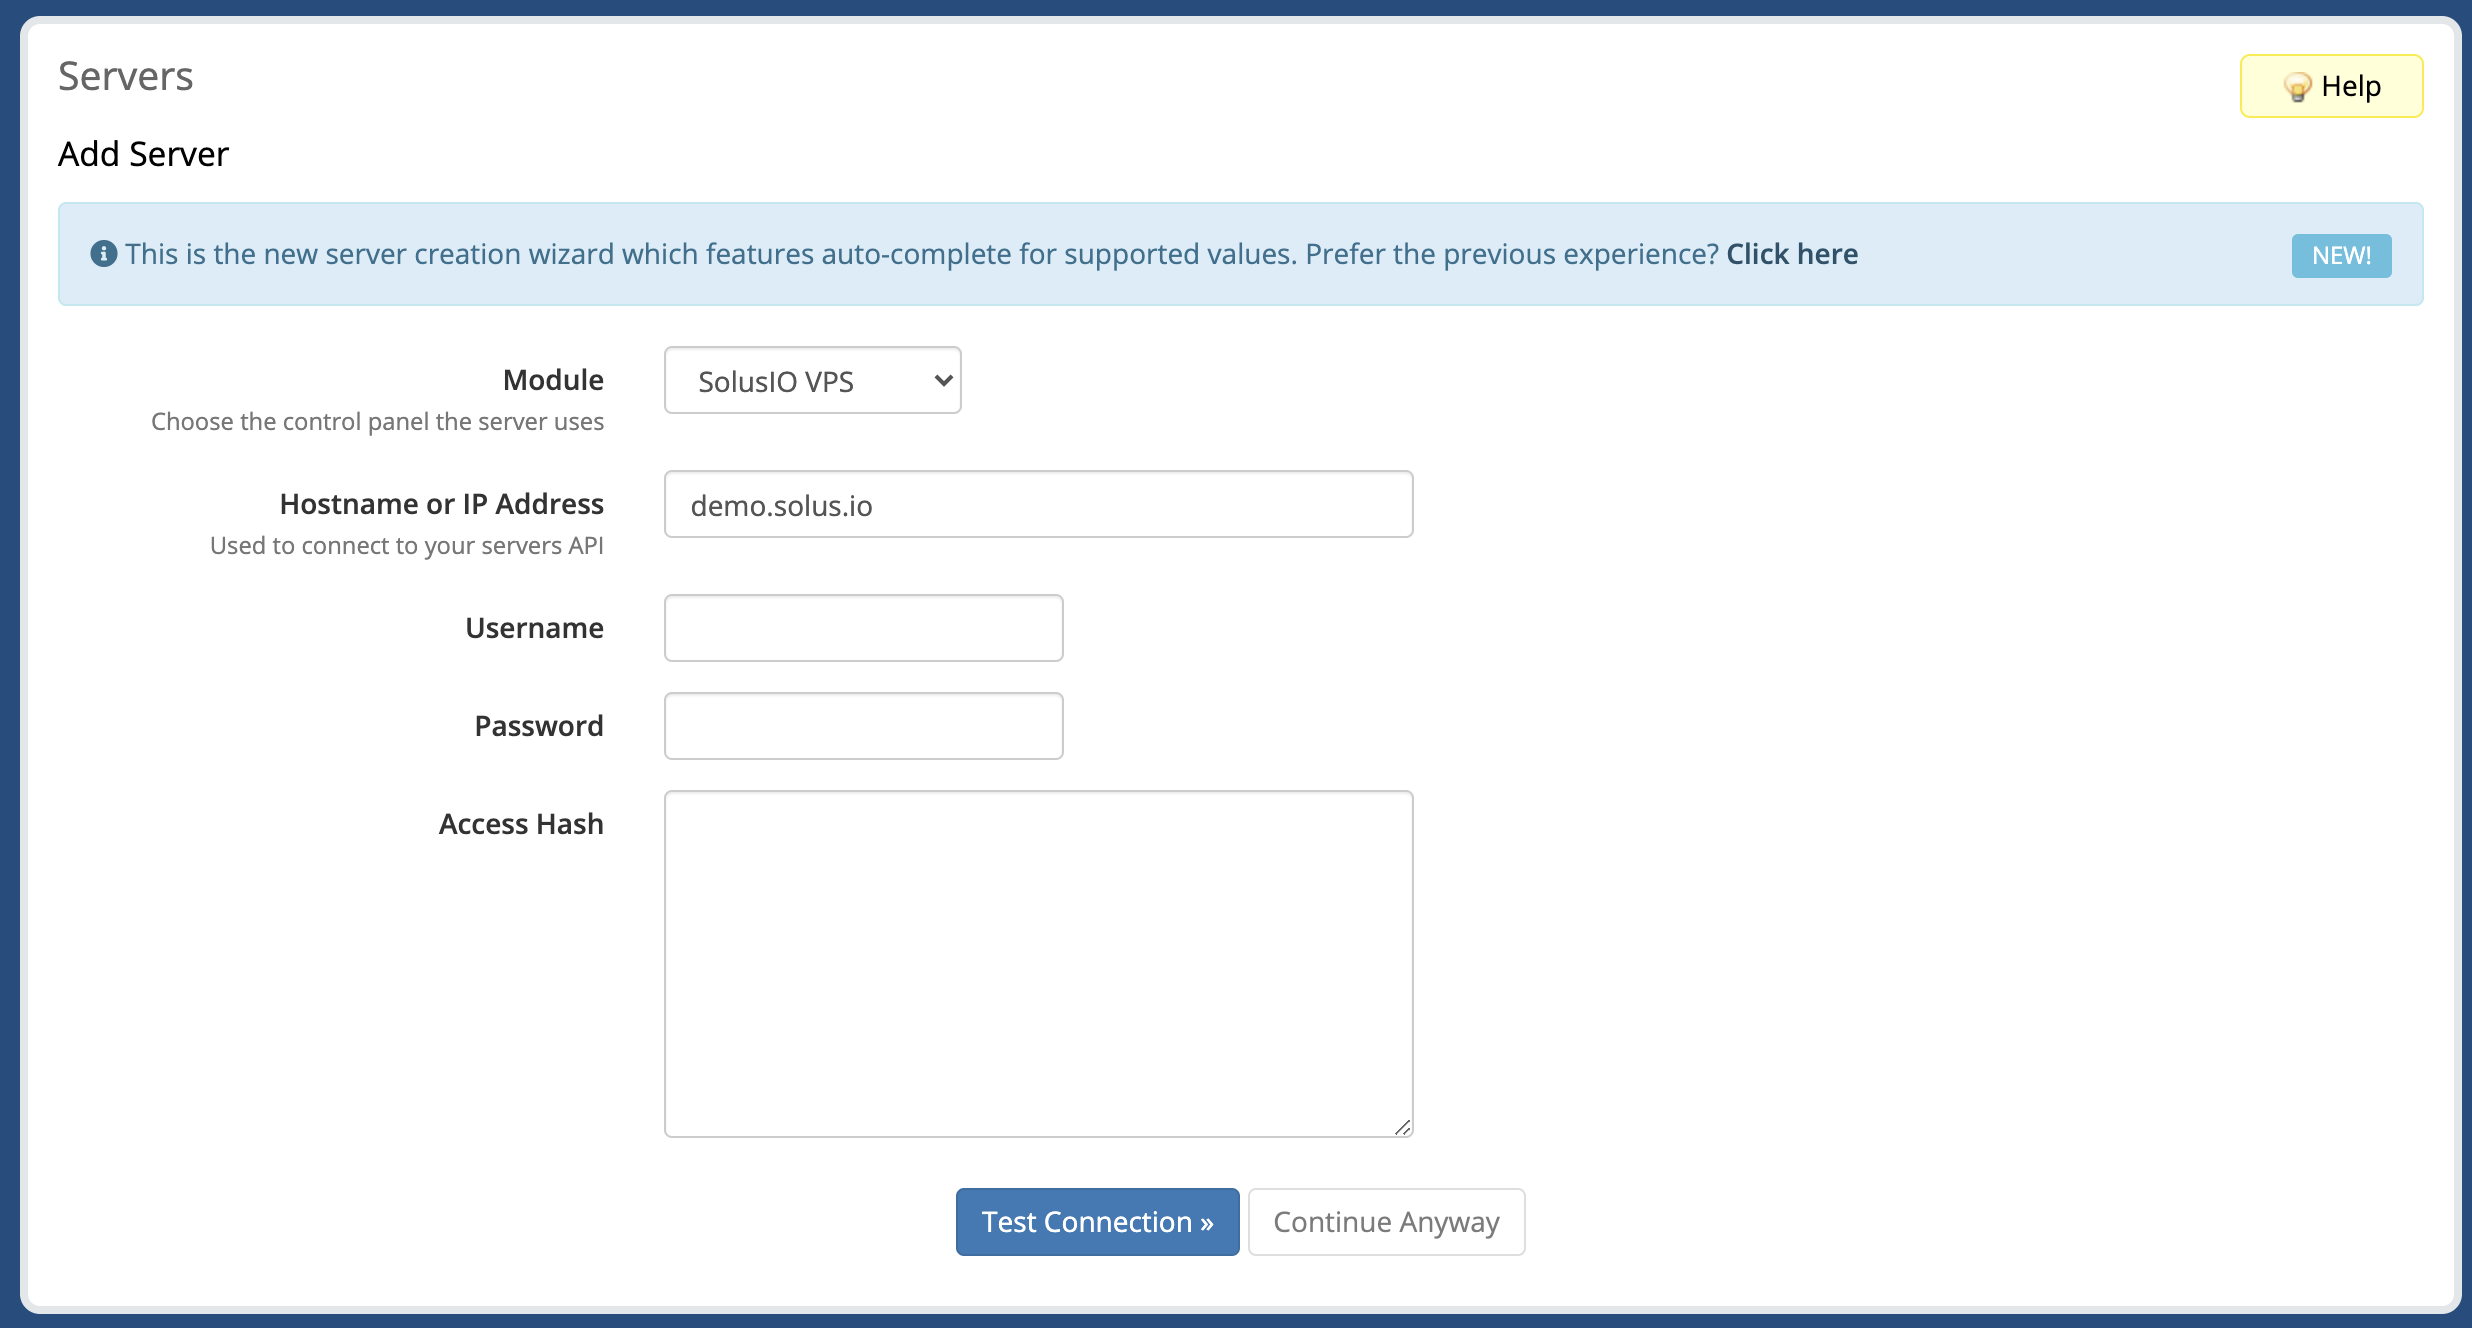 Servers
Help
Add Server
This is the new server creation wizard which features auto-complete for supported values. Prefer the previous experience? Click here
NEW!
Module
SolusIO VPS
Choose the control panel the server uses
Hostname or IP Address
demo.solus.io
Used to connect to your servers API
Username
Password
Access Hash
Test Connection »
Continue Anyway